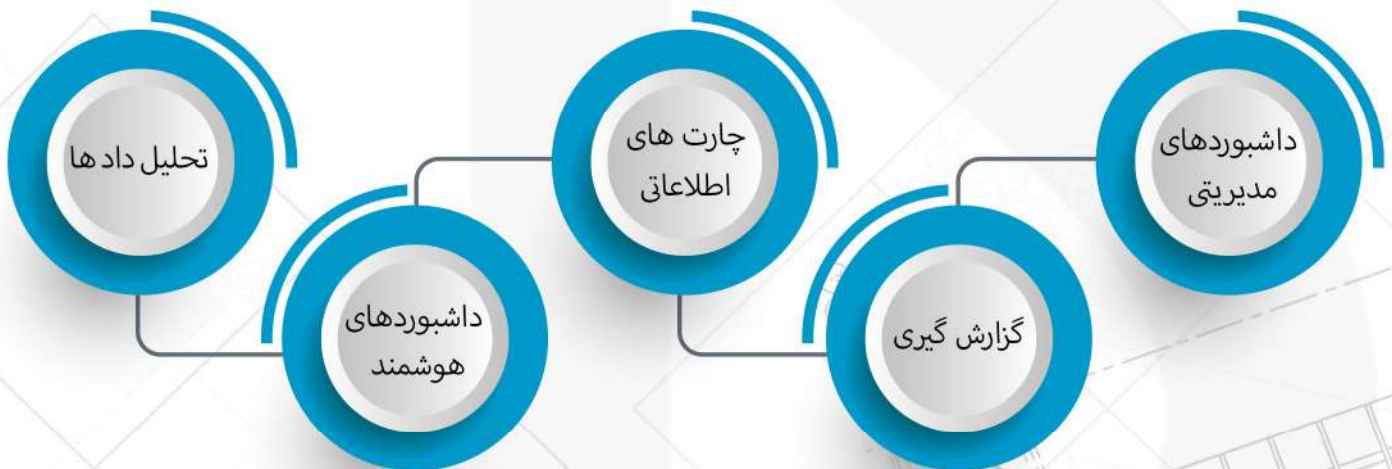 داشبوردهای
مدیریتی
گزارش گیری
چارت های
اطلاعاتی
داشبوردهای
هوشمند
تحلیل داد ها